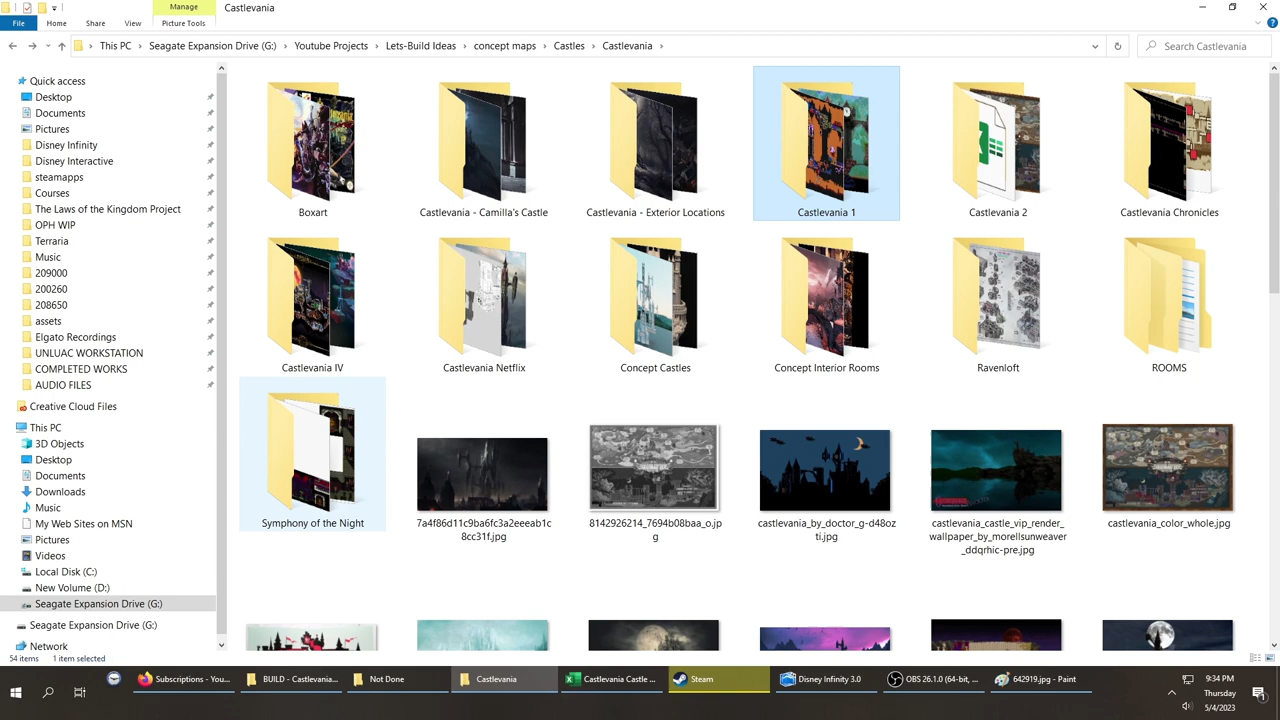 Manage
Castlevania
File
Home
Share
View
Picture Tools
This PC
Seagate Expansion Drive (G:)
Youtube Projects
Lets-Build Ideas
concept maps
Castles
Castlevania
Search Castlevania
Quick access
Desktop
Documents
Pictures
Disney Infinity
Disney Interactive
steamapps
Courses
The Laws of the Kingdom Project
OPH WIP
Terraria
Music
209000
200260
208650
assets
Elgato Recordings
UNLUAC WORKSTATION
COMPLETED WORKS
AUDIO FILES
Creative Cloud Files
This PC
3D Objects
Desktop
Documents
Downloads
Music
My Web Sites on MSN
Pictures
Videos
Local Disk (C:)
New Volume (D:)
Seagate Expansion Drive (G:)
Seagate Expansion Drive (G:)
Network
Boxart
Castlevania - Camilla's Castle
Castlevania - Exterior Locations
Castlevania 1
Castlevania 2
Castlevania Chronicles
Castlevania IV
Castlevania Netflix
Concept Castles
Concept Interior Rooms
Ravenloft
ROOMS
Symphony of the Night
7a4f86d11c9ba6fc3a2eeeab1c
8cc31f.jpg
8142926214_7694b08baa_o.jp
g
castlevania_by_doctor_g-d48oz
ti.jpg
castlevania_castle_vip_render_
wallpaper_by_morellsunweaver
_ddqrhic-pre.jpg
castlevania_color_whole.jpg
54 items
1 item selected
Subscriptions - You...
BUILD - Castlevania...
Not Done
Castlevania
Castlevania Castle ...
Steam
Disney Infinity 3.0
OBS 26.1.0 (64-bit, ...
642919.jpg - Paint
9:34 PM
Thursday
5/4/2023
1